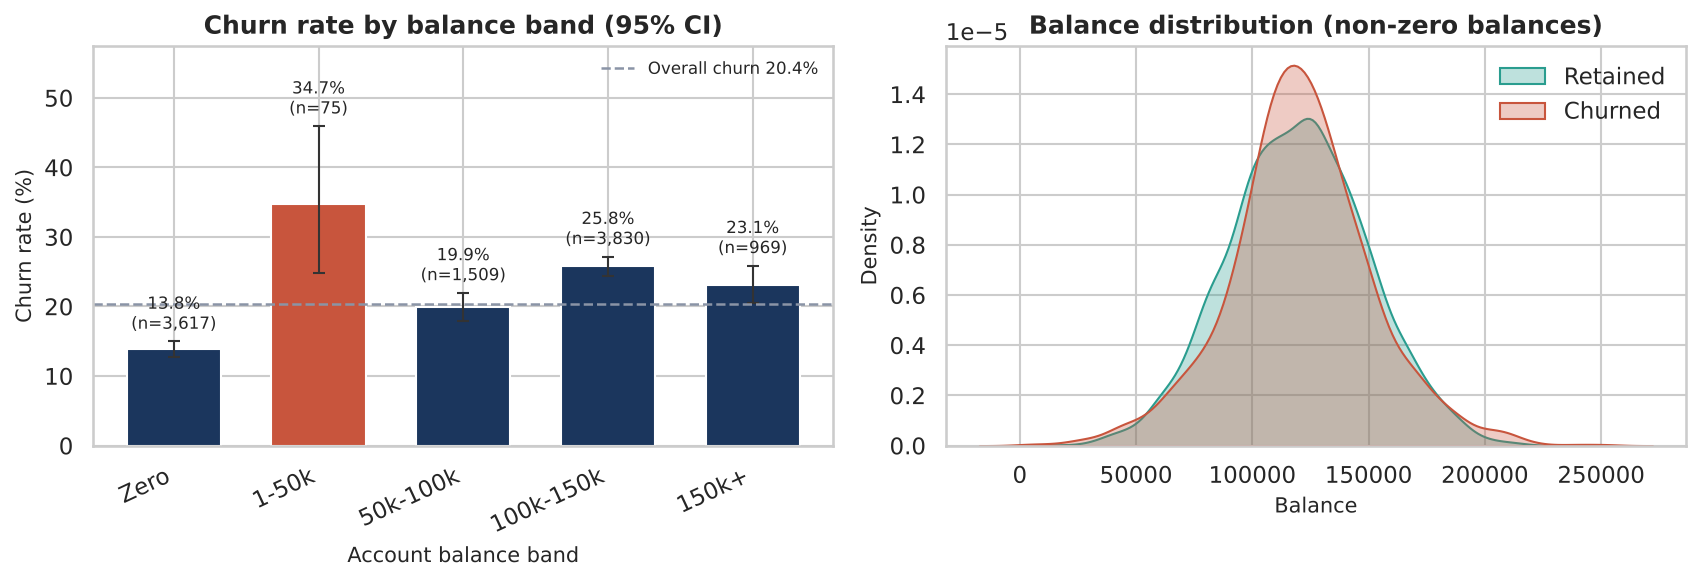 Churn rate by balance band (95% CI)
Churn rate (%)
50
40
30
20
10
0
Overall churn 20.4%
13.8%
(n=3,617)
34.7%
(n=75)
19.9%
(n=1,509)
25.8%
(n=3,830)
23.1%
(n=969)
Zero
1-50k
50k-100k
100k-150k
150k+
Account balance band
Balance distribution (non-zero balances)
1e−5
Density
1.4
1.2
1.0
0.8
0.6
0.4
0.2
0.0
Retained
Churned
0
50000
100000
150000
200000
250000
Balance